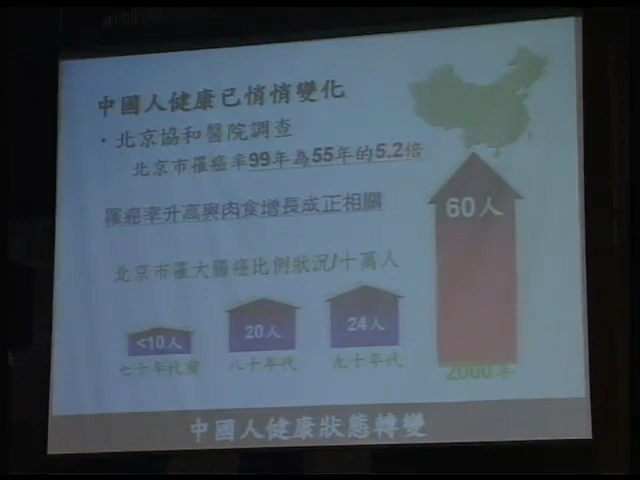 中國人健康已悄悄變化
·北京協和醫院調查
北京市罹癌率99年為55年的5.2倍
罹癌率升高與肉食增長成正相關
北京市罹大腸癌比例狀況/十萬人
60人
<10人
20人
24人
七十年代前
八十年代
九十年代
2000年
中國人健康狀態轉變